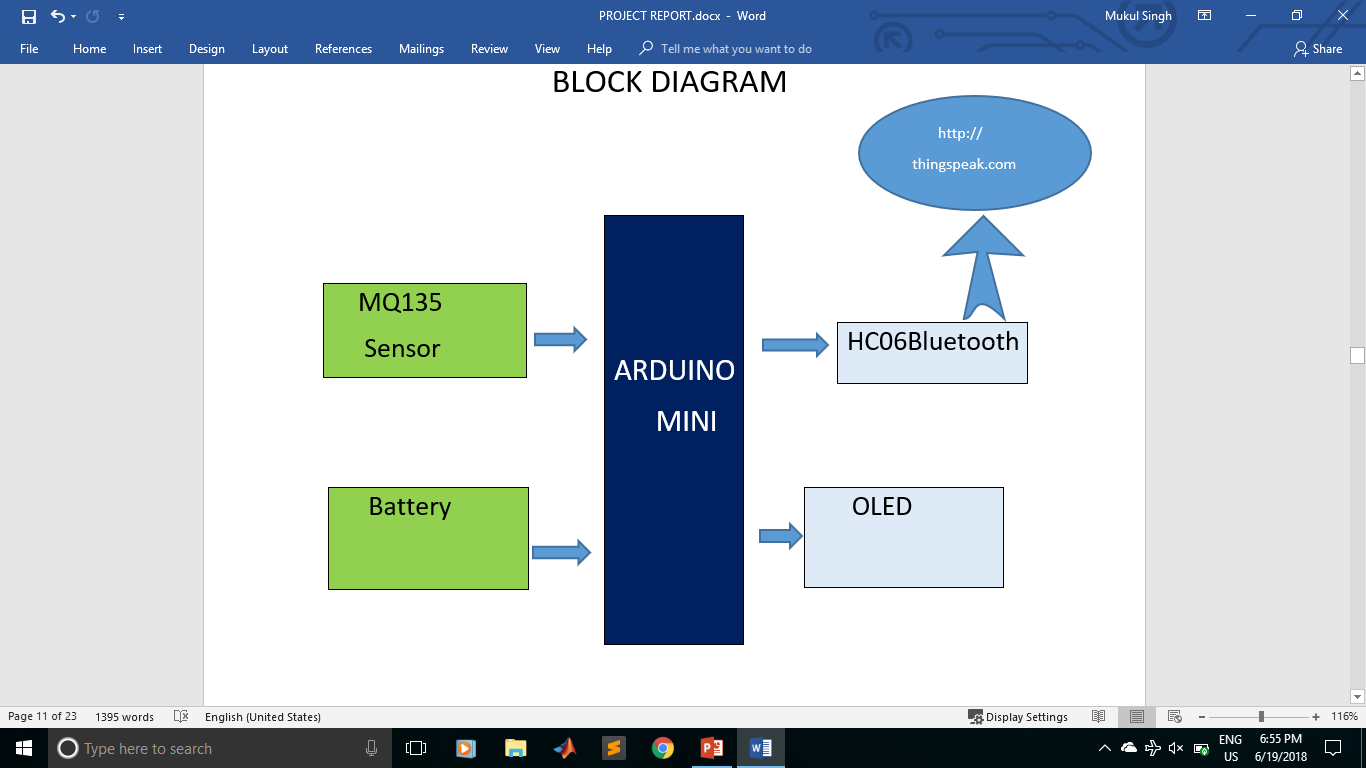 PROJECT REPORT.docx - Word
Mukul Singh
File Home Insert Design Layout References Mailings Review View Help Tell me what you want to do Share
BLOCK DIAGRAM
http://
thingspeak.com
MQ135
Sensor
ARDUINO
MINI
HC06Bluetooth
Battery
OLED
Page 11 of 23 1395 words English (United States) Display Settings 116%
Type here to search
ENG
US
6:55 PM
6/19/2018